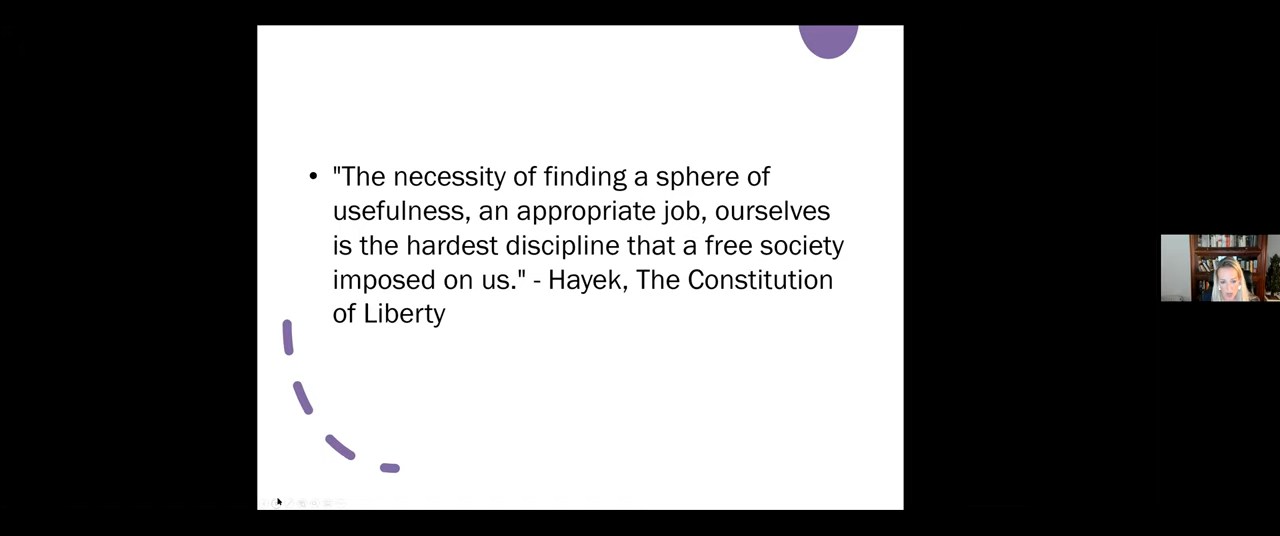 • "The necessity of finding a sphere of
usefulness, an appropriate job, ourselves
is the hardest discipline that a free society
imposed on us." - Hayek, The Constitution
of Liberty